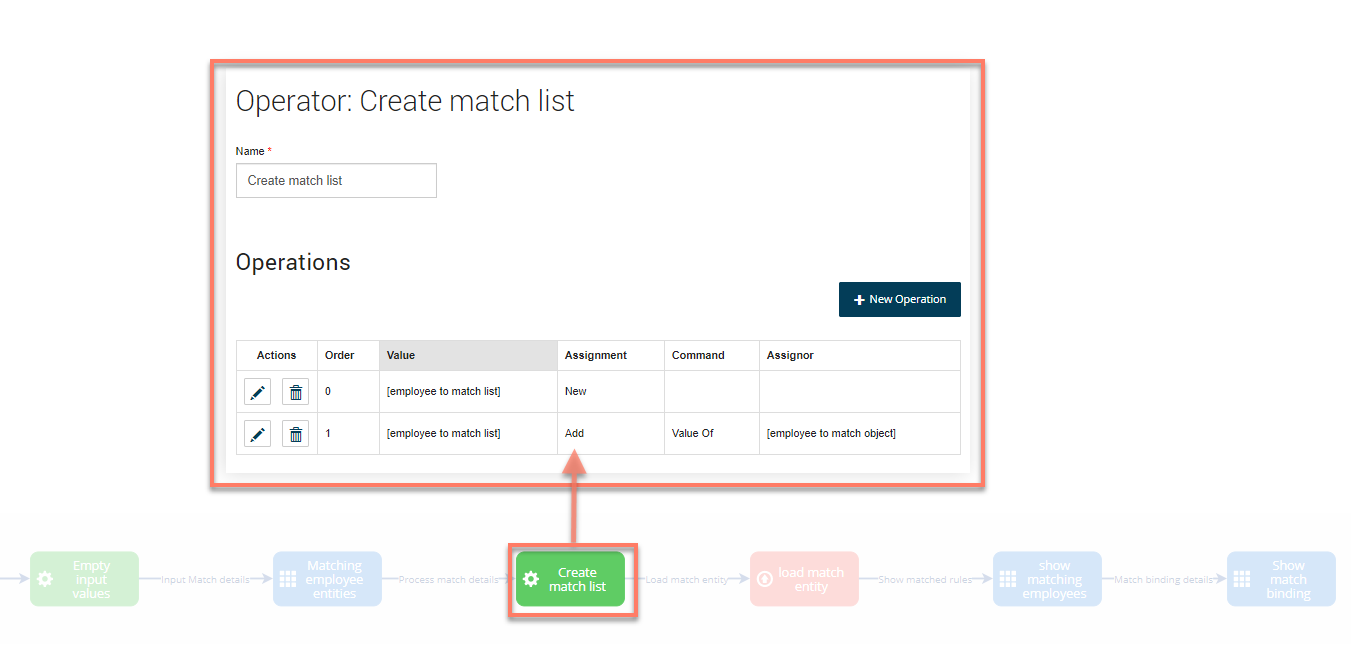 Operator: Create match list
Name *
Create match list
Operations
New Operation
Actions Order Value Assignment Command Assignor
0 [employee to match list] New
1 [employee to match list] Add Value Of [employee to match object]
Empty
input
values
Input Match details
Matching
employee
entities
Process match details
Create
match list
Load match entity
load match
entity
Show matched rules
show
matching
employees
Match binding details
Show
match
binding